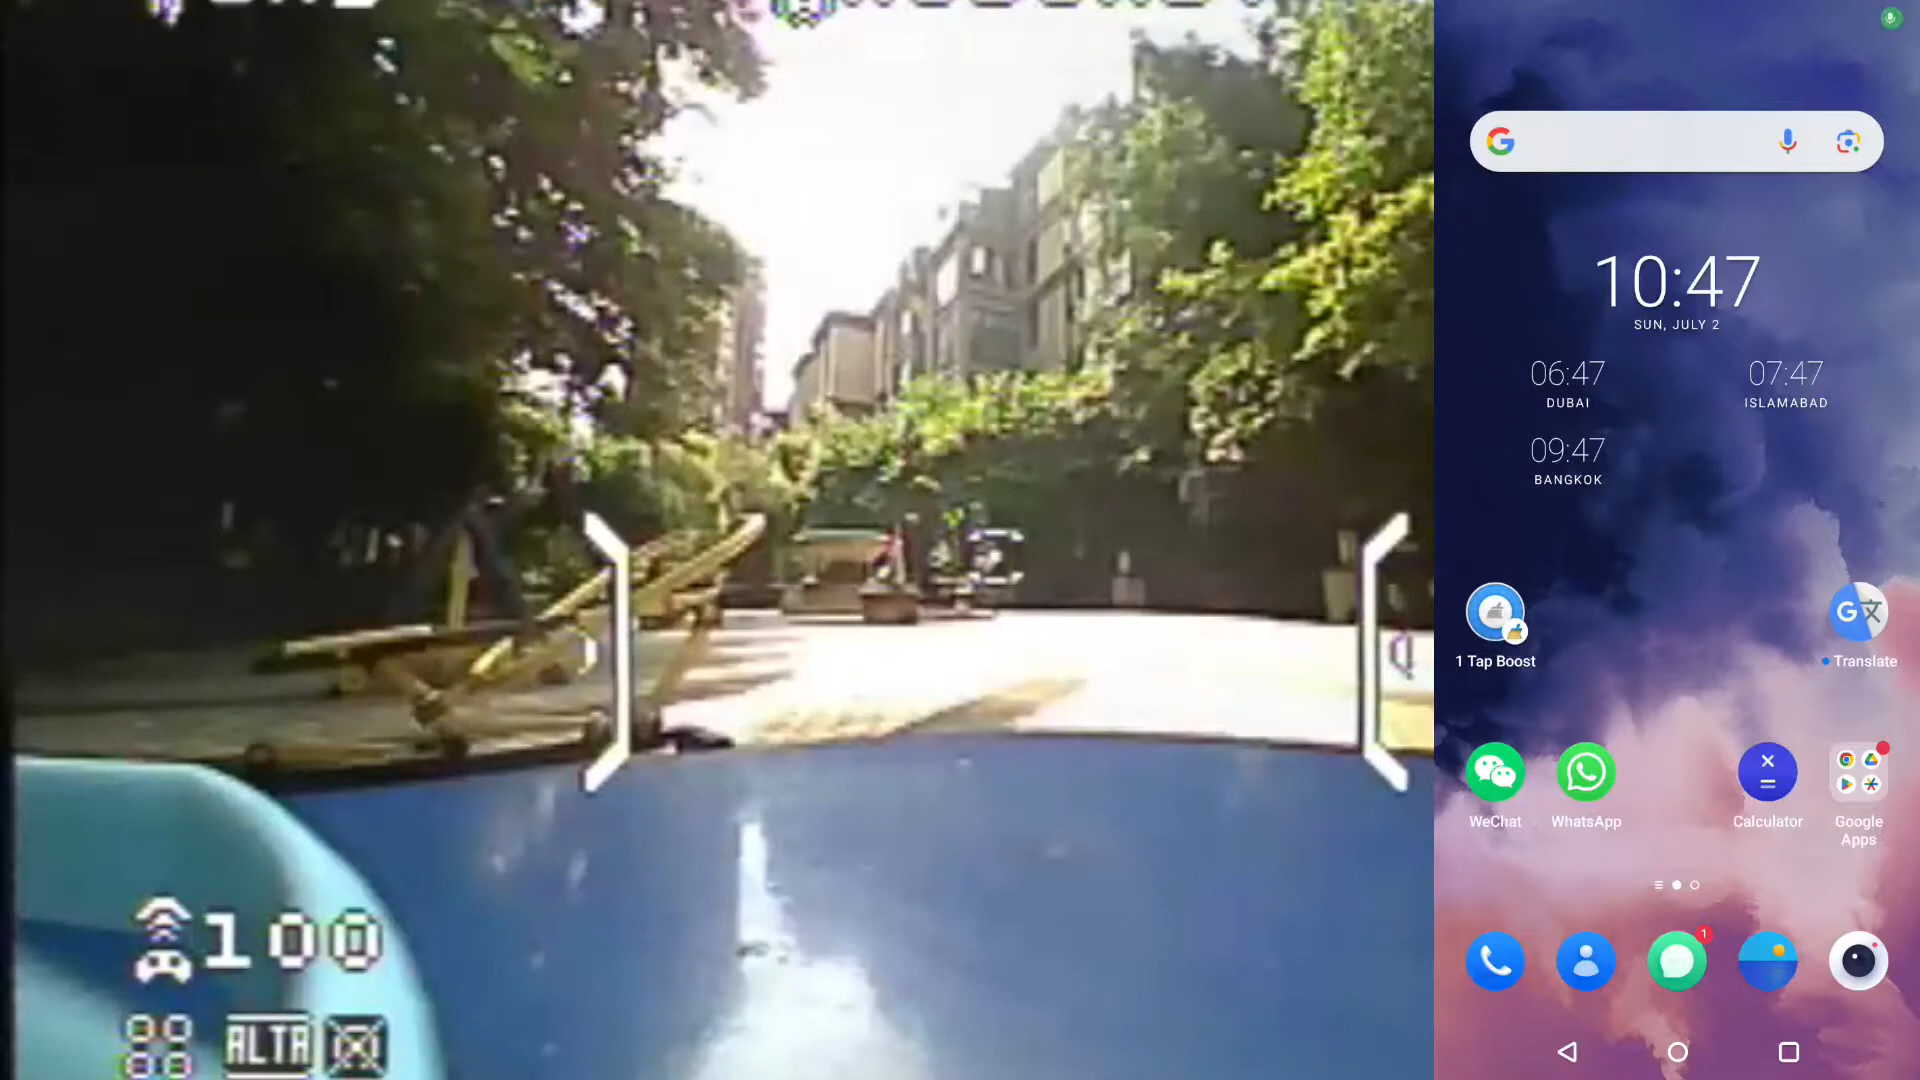 100
ALTA
10:47
SUN, JULY 2
06:47
DUBAI
07:47
ISLAMABAD
09:47
BANGKOK
1 Tap Boost
Translate
WeChat
WhatsApp
Calculator
Google
Apps
1